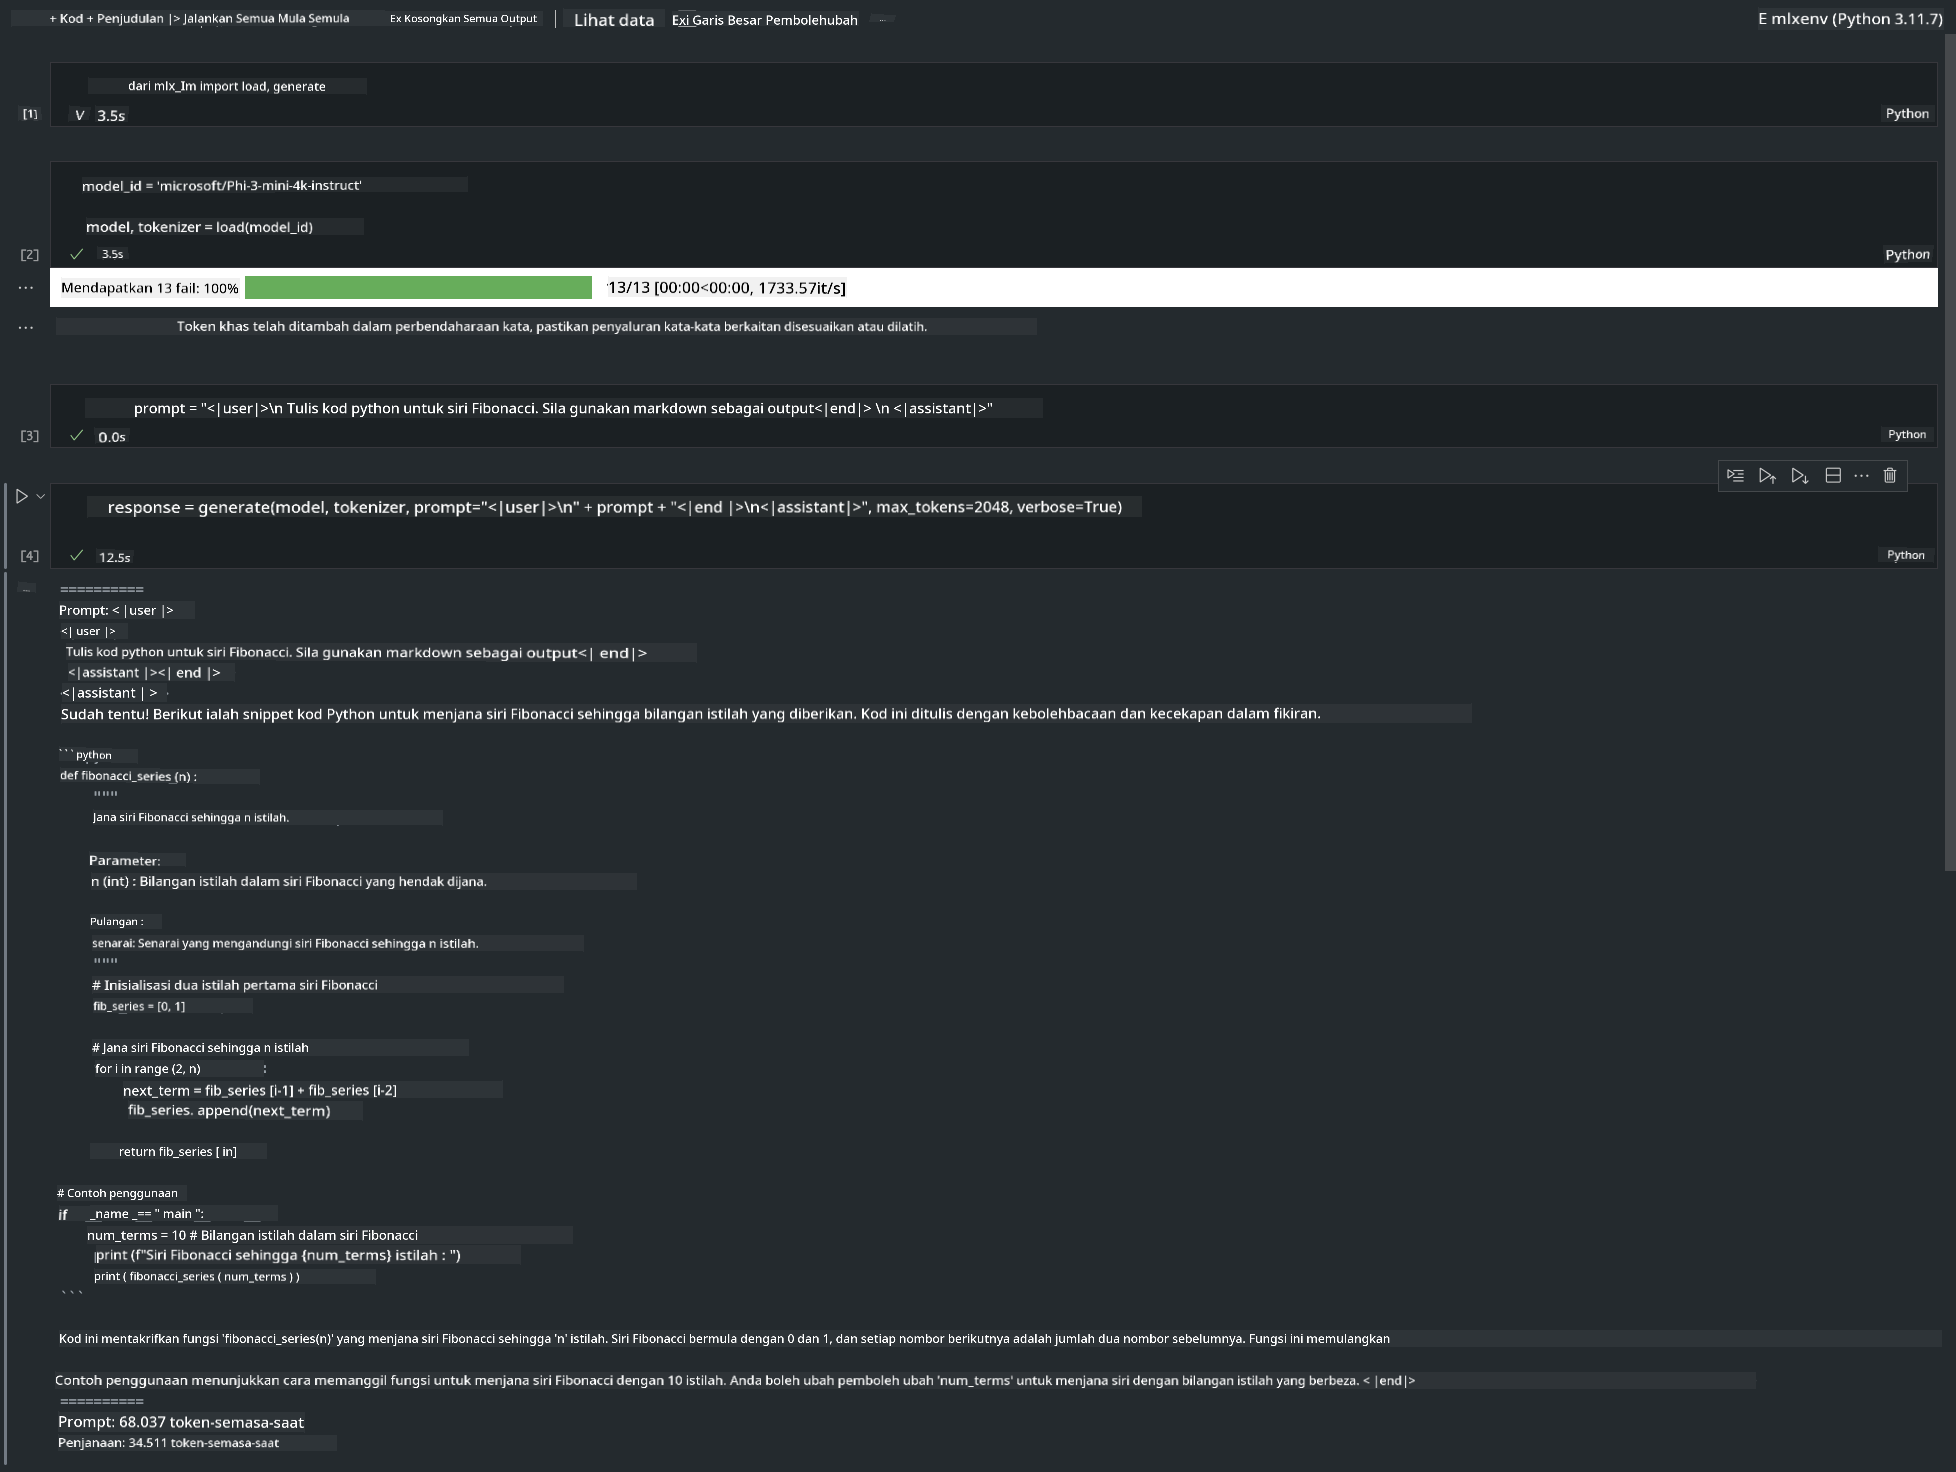 + Kod + Penjudulan |> Jalankan Semua Mula Semula Ex Kosongkan Semua Output | Lihat data Exi Garis Besar Pembolehubah ... E mlxenv (Python 3.11.7)
dari mlx_Im import load, generate
[1] V 3.5s Python
model_id = 'microsoft/Phi-3-mini-4k-instruct'
model, tokenizer = load(model_id)
[2] ✓ 3.5s Python
... Mendapatkan 13 fail: 100% 13/13 [00:00<00:00, 1733.57it/s]
... Token khas telah ditambah dalam perbendaharaan kata, pastikan penyaluran kata-kata berkaitan disesuaikan atau dilatih.
prompt = "<|user|>\n Tulis kod python untuk siri Fibonacci. Sila gunakan markdown sebagai output<|end|> \n <|assistant|>"
[3] ✓ 0.0s Python
response = generate(model, tokenizer, prompt="<|user|>\n" + prompt + "<|end |>\n<|assistant|>", max_tokens=2048, verbose=True)
[4] ✓ 12.5s Python
... ==========
Prompt: < |user |>
<| user |>
Tulis kod python untuk siri Fibonacci. Sila gunakan markdown sebagai output<| end|>
<|assistant |><| end |>
<|assistant | >
Sudah tentu! Berikut ialah snippet kod Python untuk menjana siri Fibonacci sehingga bilangan istilah yang diberikan. Kod ini ditulis dengan kebolehbacaan dan kecekapan dalam fikiran.
```python
def fibonacci_series (n) :
"""
Jana siri Fibonacci sehingga n istilah.
Parameter:
n (int) : Bilangan istilah dalam siri Fibonacci yang hendak dijana.
Pulangan :
senarai: Senarai yang mengandungi siri Fibonacci sehingga n istilah.
"""
# Inisialisasi dua istilah pertama siri Fibonacci
fib_series = [0, 1]
# Jana siri Fibonacci sehingga n istilah
for i in range (2, n) :
next_term = fib_series [i-1] + fib_series [i-2]
fib_series. append(next_term)
return fib_series [ in]
# Contoh penggunaan
if _name _== " main ":
num_terms = 10 # Bilangan istilah dalam siri Fibonacci
print (f"Siri Fibonacci sehingga {num_terms} istilah : ")
print ( fibonacci_series ( num_terms ) )
```
Kod ini mentakrifkan fungsi 'fibonacci_series(n)' yang menjana siri Fibonacci sehingga 'n' istilah. Siri Fibonacci bermula dengan 0 dan 1, dan setiap nombor berikutnya adalah jumlah dua nombor sebelumnya. Fungsi ini memulangkan
Contoh penggunaan menunjukkan cara memanggil fungsi untuk menjana siri Fibonacci dengan 10 istilah. Anda boleh ubah pemboleh ubah 'num_terms' untuk menjana siri dengan bilangan istilah yang berbeza. < |end|>
==========
Prompt: 68.037 token-semasa-saat
Penjanaan: 34.511 token-semasa-saat